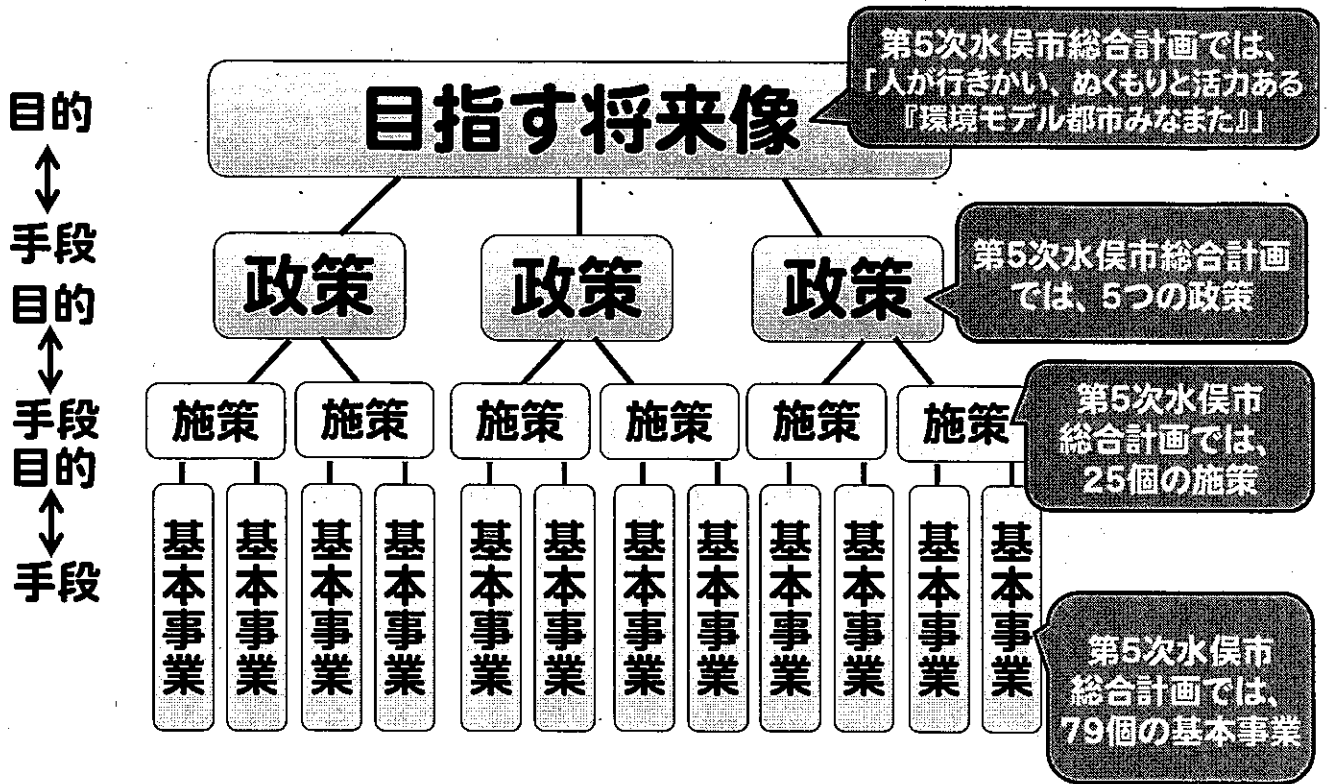 目的
手段
目的
手段
目的
手段
目指す将来像
第5次水俣市総合計画では、
「人が行きかい、ぬくもりと活力ある
『環境モデル都市みなまた』」
政策
政策
政策
第5次水俣市総合計画
では、5つの政策
施策
施策
施策
施策
施策
施策
第5次水俣市
総合計画では、
25個の施策
基本事業
基本事業
基本事業
基本事業
基本事業
基本事業
基本事業
基本事業
基本事業
基本事業
基本事業
基本事業
第5次水俣市
総合計画では、
79個の基本事業